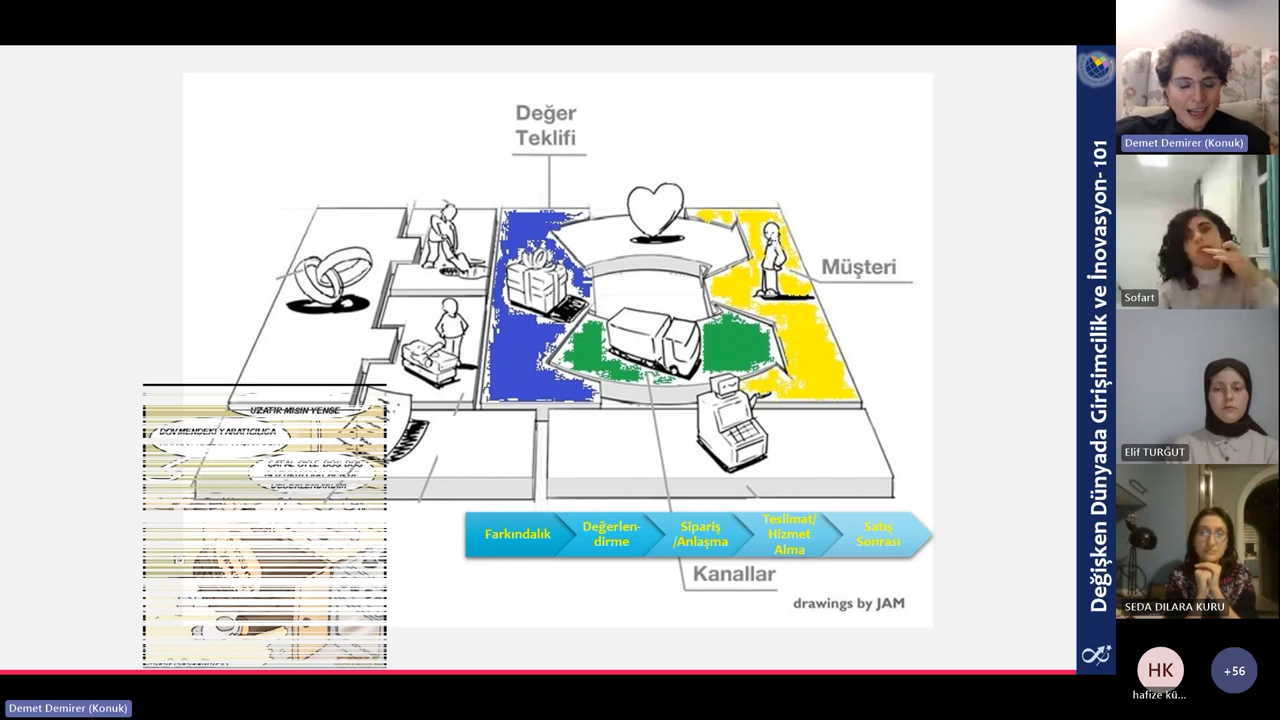 Değer
Teklifi
Müşteri
UZATIR MISIN YENGE
Farkındalık
Değerlen-
dirme
Sipariş
/Anlaşma
Teslimat/
Hizmet
Alma
Satış
Sonrası
Kanallar
drawings by JAM
Değişken Dünyada Girişimcilik ve İnovasyon- 101
Demet Demirer (Konuk)
Sofart
Elif TURĞUT
SEDA DILARA KURU
HK
+56
hafize kü...
Demet Demirer (Konuk)